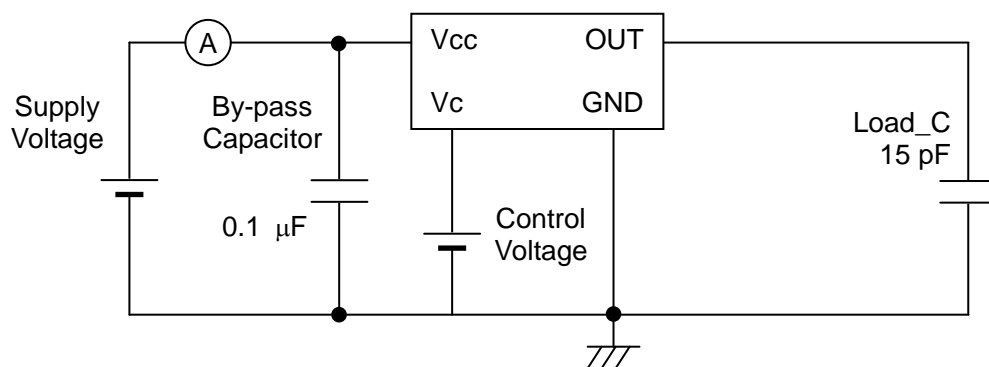 A
Vcc
OUT
Supply
Voltage
By-pass
Capacitor
Vc
GND
Load_C
15 pF
0.1 μF
Control
Voltage